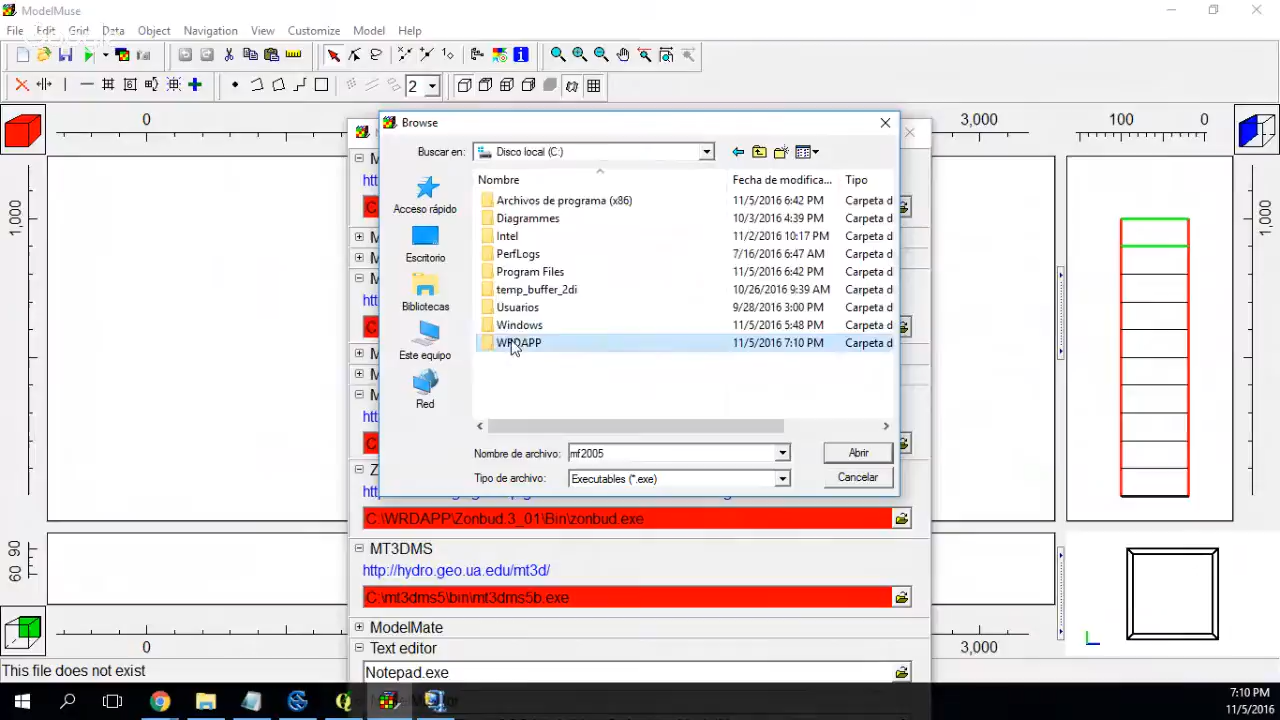 ModelMuse
File Edit Grid Data Object Navigation View Customize Model Help
2
0 3,000 100 0
1,000 1,000
Browse
Buscar en: Disco local (C:)
Nombre Fecha de modifica... Tipo
Archivos de programa (x86) 11/5/2016 6:42 PM Carpeta d
Diagrammes 10/3/2016 4:39 PM Carpeta d
Intel 11/2/2016 10:17 PM Carpeta d
PerfLogs 7/16/2016 6:47 AM Carpeta d
Program Files 11/5/2016 6:42 PM Carpeta d
temp_buffer_2di 10/26/2016 9:39 AM Carpeta d
Usuarios 9/28/2016 3:00 PM Carpeta d
Windows 11/5/2016 5:48 PM Carpeta d
WRDAPP 11/5/2016 7:10 PM Carpeta d
Acceso rápido
Escritorio
Bibliotecas
Este equipo
Red
Nombre de archivo: mf2005 Abrir
Tipo de archivo: Executables (*.exe) Cancelar
C:\WRDAPP\Zonbud.3_01\Bin\zonbud.exe
MT3DMS
http://hydro.geo.ua.edu/mt3d/
C:\mt3dms5\bin\mt3dms5b.exe
ModelMate
Text editor
Notepad.exe
90
60
0 3,000
This file does not exist
7:10 PM
11/5/2016